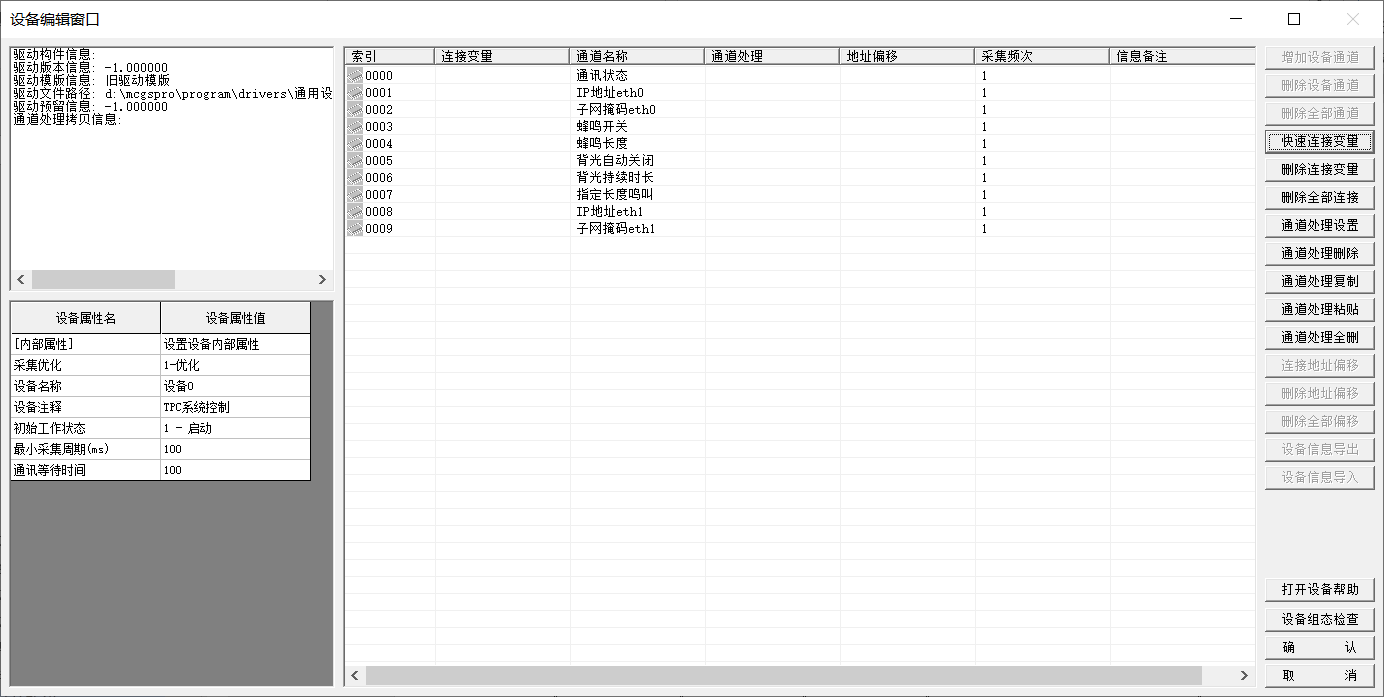 设备编辑窗口
驱动构件信息:
驱动版本信息: -1.000000
驱动模版信息: 旧驱动模版
驱动文件路径: d:\mcgspro\program\drivers\通用设
驱动预留信息: -1.000000
通道处理拷贝信息:
设备属性名 设备属性值
[内部属性] 设置设备内部属性
采集优化 1-优化
设备名称 设备0
设备注释 TPC系统控制
初始工作状态 1 - 启动
最小采集周期(ms) 100
通讯等待时间 100
索引 连接变量 通道名称 通道处理 地址偏移 采集频次 信息备注
0000 通讯状态 1
0001 IP地址eth0 1
0002 子网掩码eth0 1
0003 蜂鸣开关 1
0004 蜂鸣长度 1
0005 背光自动关闭 1
0006 背光持续时长 1
0007 指定长度鸣叫 1
0008 IP地址eth1 1
0009 子网掩码eth1 1
增加设备通道
删除设备通道
删除全部通道
快速连接变量
删除连接变量
删除全部连接
通道处理设置
通道处理删除
通道处理复制
通道处理粘贴
通道处理全删
连接地址偏移
删除地址偏移
删除全部偏移
设备信息导出
设备信息导入
打开设备帮助
设备组态检查
确 认
取 消